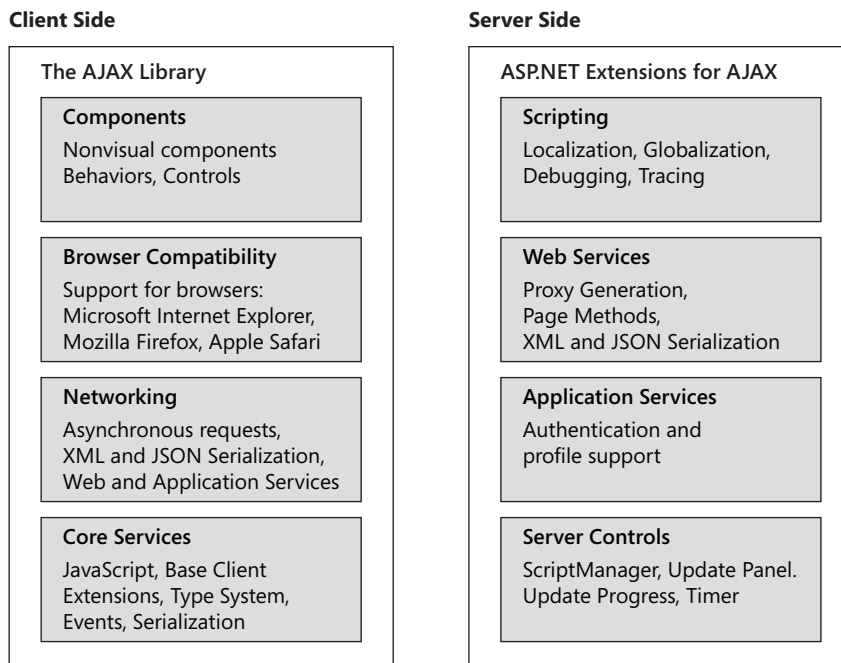 Client Side
The AJAX Library
Components
Nonvisual components
Behaviors, Controls
Browser Compatibility
Support for browsers:
Microsoft Internet Explorer,
Mozilla Firefox, Apple Safari
Networking
Asynchronous requests,
XML and JSON Serialization,
Web and Application Services
Core Services
JavaScript, Base Client
Extensions, Type System,
Events, Serialization
Server Side
ASP.NET Extensions for AJAX
Scripting
Localization, Globalization,
Debugging, Tracing
Web Services
Proxy Generation,
Page Methods,
XML and JSON Serialization
Application Services
Authentication and
profile support
Server Controls
ScriptManager, Update Panel.
Update Progress, Timer